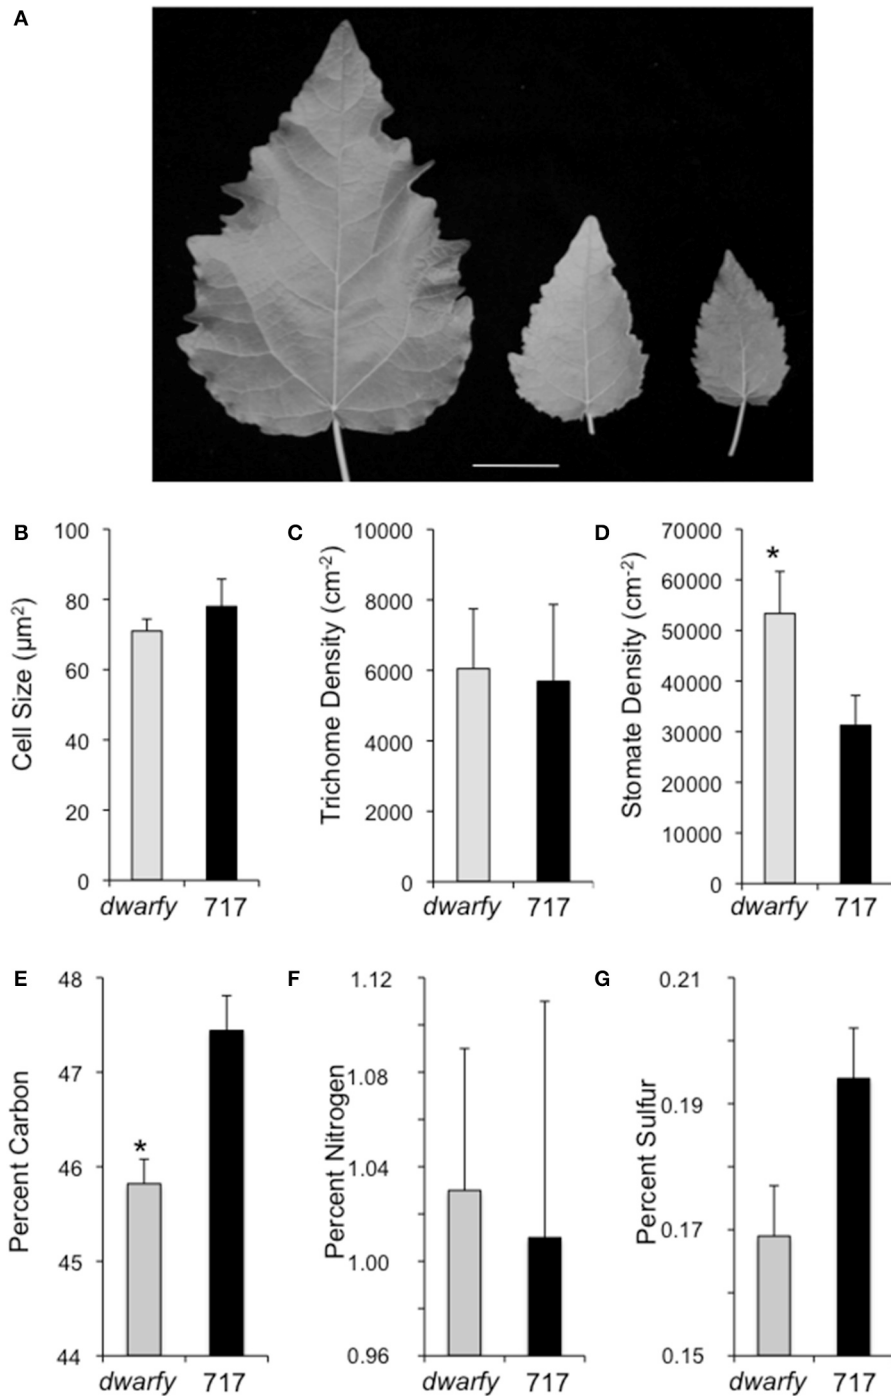 A
B
100
80
60
40
20
0
Cell Size (µm²)
dwarfy 717
C
10000
8000
6000
4000
2000
0
Trichome Density (cm⁻²)
dwarfy 717
D
70000
60000
50000
40000
30000
20000
10000
0
Stomate Density (cm⁻²)
*
dwarfy 717
E
48
47
46
45
44
Percent Carbon
*
dwarfy 717
F
1.12
1.08
1.04
1.00
0.96
Percent Nitrogen
dwarfy 717
G
0.21
0.19
0.17
0.15
Percent Sulfur
dwarfy 717